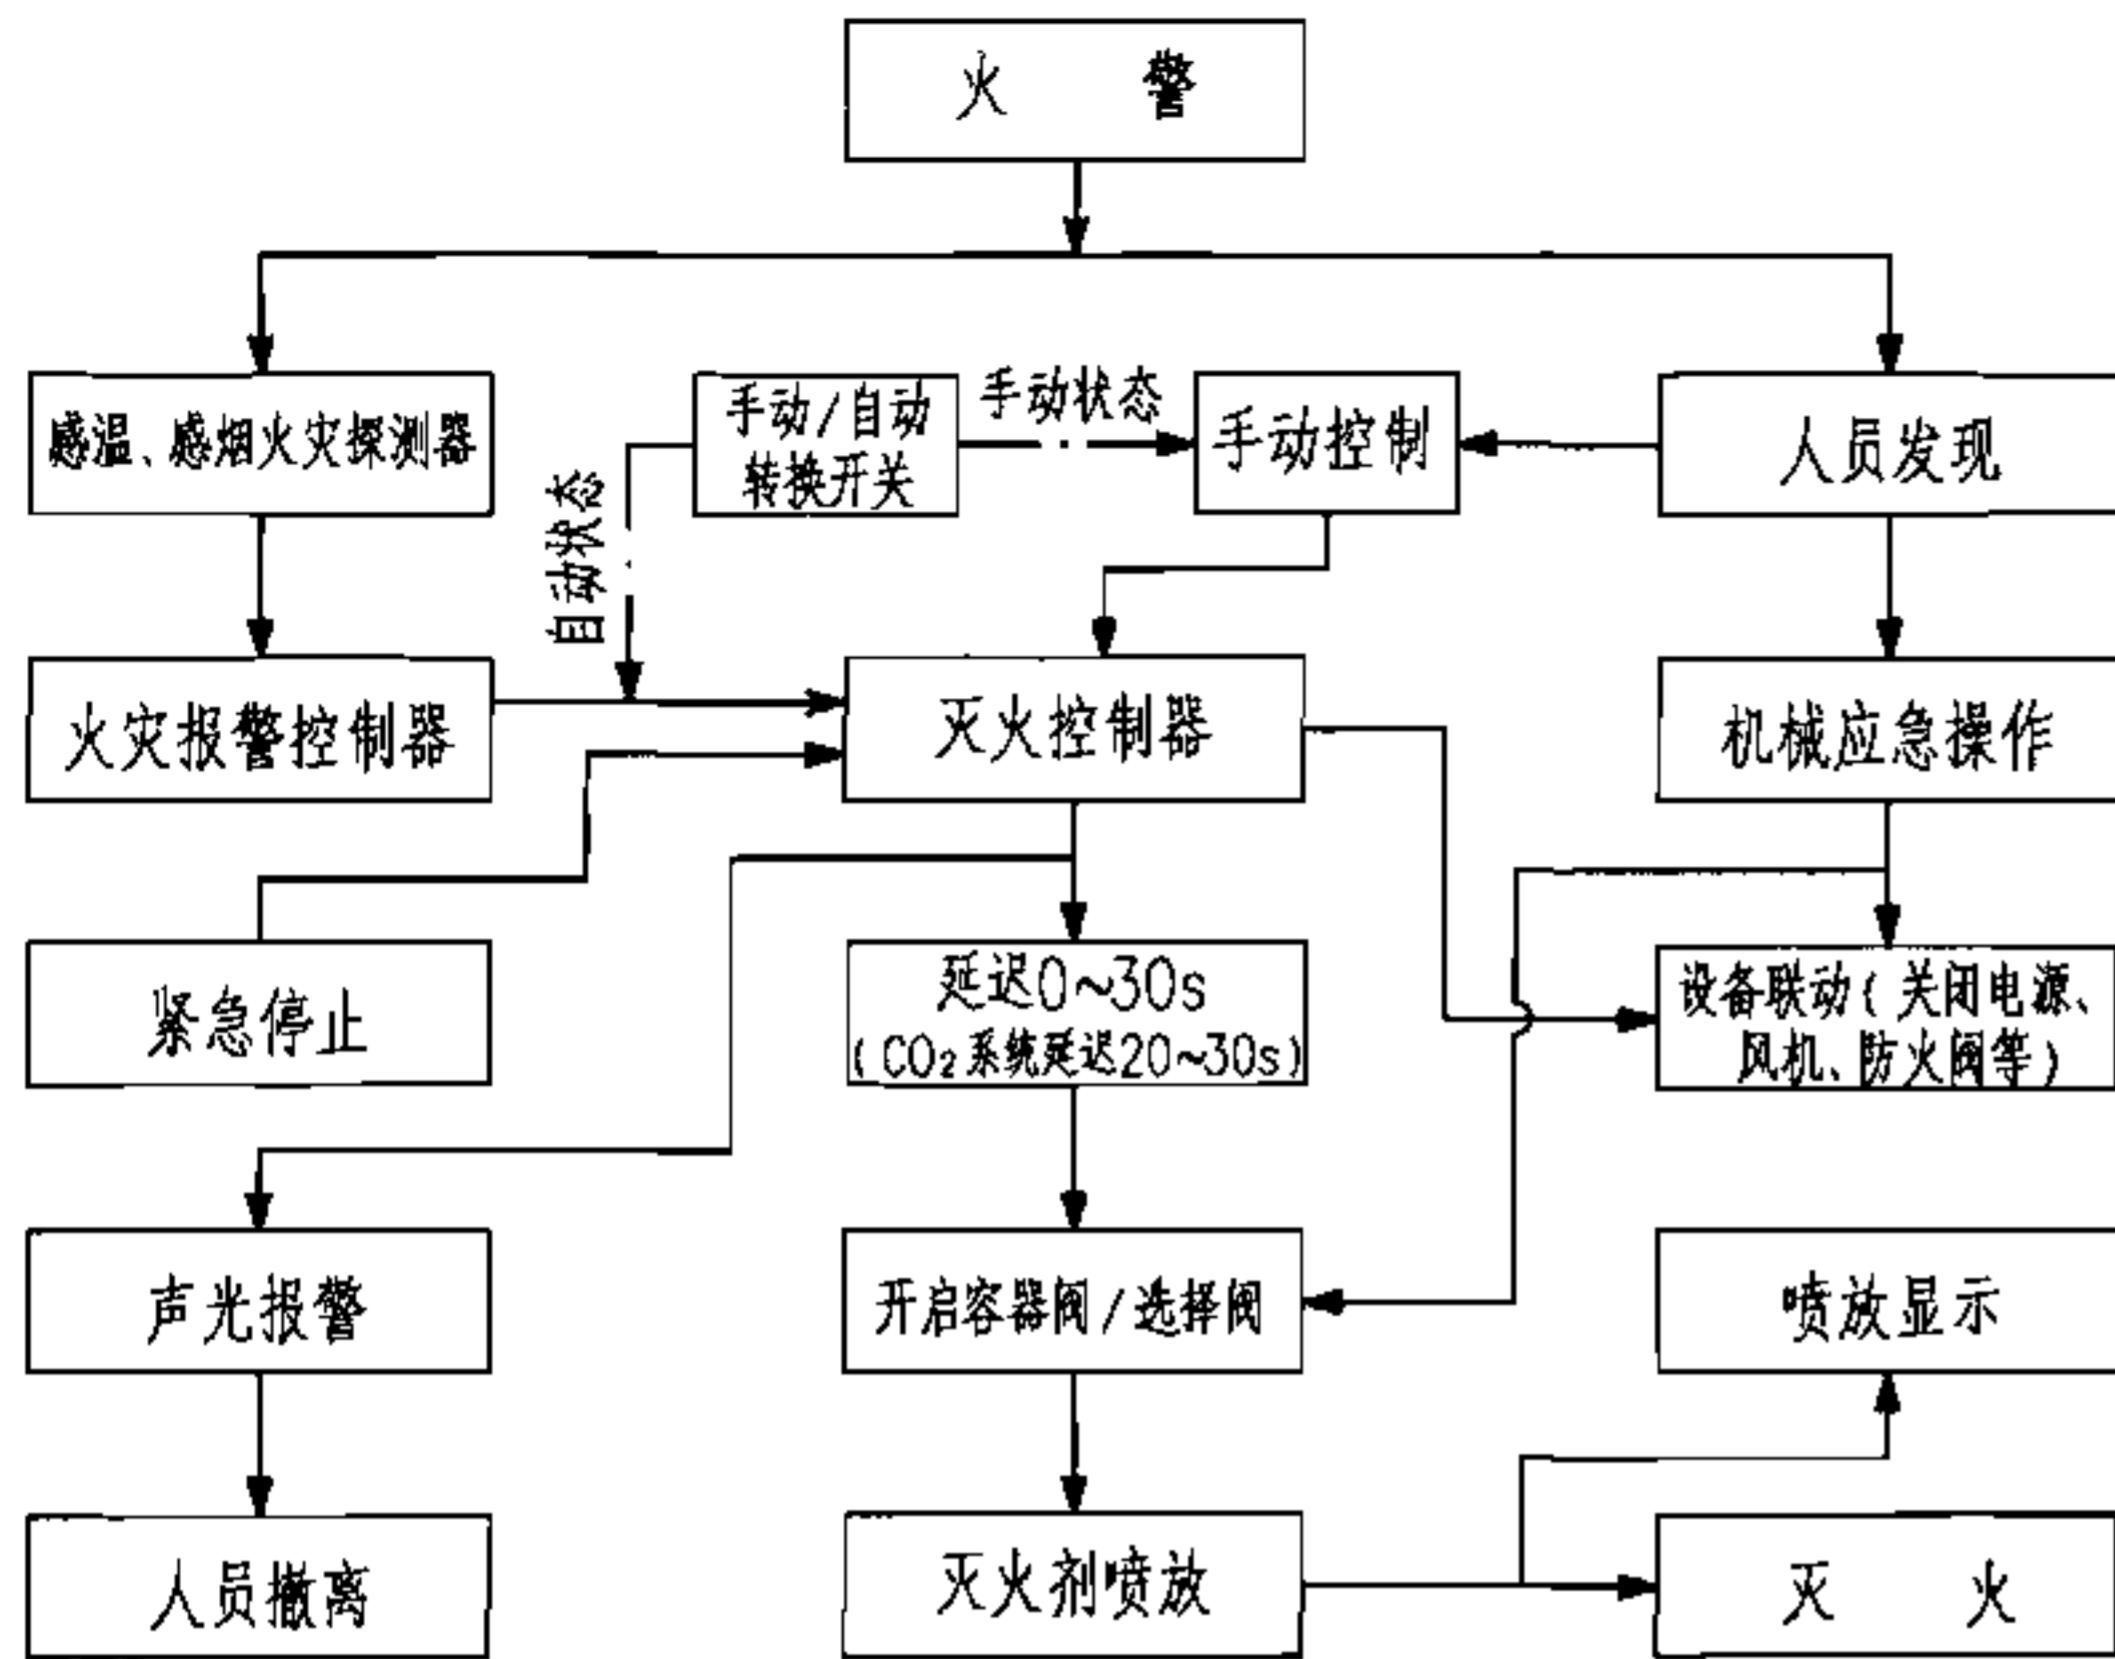 火 警
感温、感烟火灾探测器
手动/自动
转换开关
手动状态
手动控制
人员发现
自动状态
火灾报警控制器
灭火控制器
机械应急操作
紧急停止
延迟0~30s
(CO₂系统延迟20~30s)
设备联动(关闭电源、
风机、防火阀等)
声光报警
开启容器阀/选择阀
喷放显示
人员撤离
灭火剂喷放
灭 火